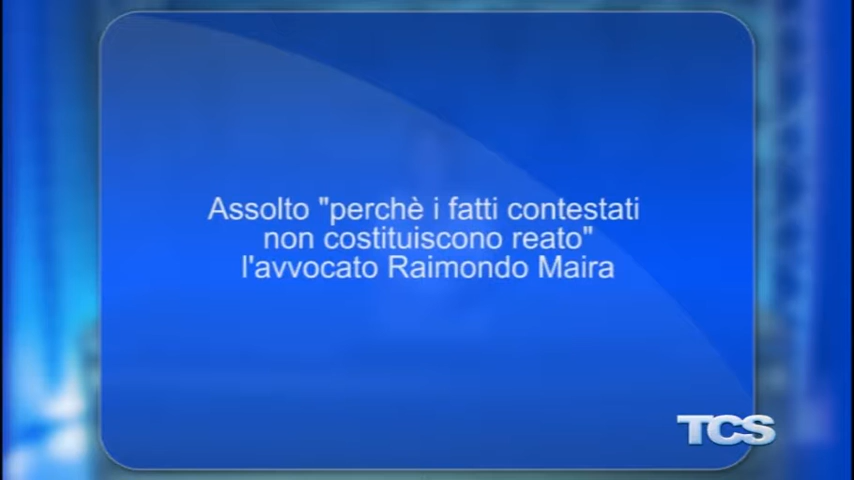 Assolto "perchè i fatti contestati
non costituiscono reato"
l'avvocato Raimondo Maira
TCS